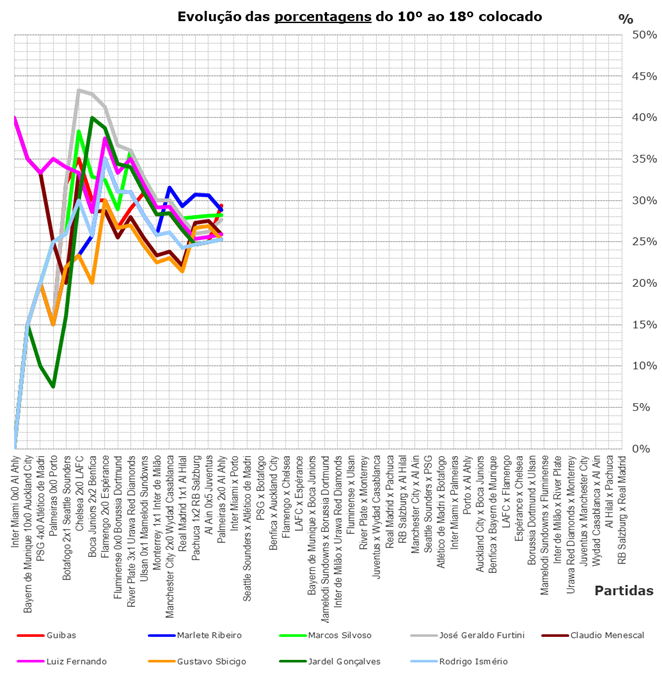 Evolução das porcentagens do 10º ao 18º colocado
%
50%
45%
40%
35%
30%
25%
20%
15%
10%
5%
0%
Inter Miami 0x0 Al Ahly
Bayern de Munique 10x0 Auckland City
PSG 4x0 Atlético de Madri
Palmeiras 0x0 Porto
Botafogo 2x1 Seattle Sounders
Chelsea 2x0 LAFC
Boca Juniors 2x2 Benfica
Flamengo 2x0 Espérance
Fluminense 0x0 Borussia Dortmund
River Plate 3x1 Urawa Red Diamonds
Ulsan 0x1 Mamelodi Sundowns
Monterrey 1x1 Inter de Milão
Manchester City 2x0 Wydad Casablanca
Real Madrid 1x1 Al Hilal
Pachuca 1x2 RB Salzburg
Al Ain 0x5 Juventus
Palmeiras 2x0 Al Ahly
Inter Miami x Porto
Seattle Sounders x Atlético de Madri
PSG x Botafogo
Benfica x Auckland City
Flamengo x Chelsea
LAFC x Espérance
Bayern de Munique x Boca Juniors
Mamelodi Sundowns x Borussia Dortmund
Inter de Milão x Urawa Red Diamonds
Fluminense x Ulsan
River Plate x Monterrey
Juventus x Wydad Casablanca
Real Madrid x Pachuca
RB Salzburg x Al Hilal
Manchester City x Al Ain
Seattle Sounders x PSG
Atlético de Madri x Botafogo
Inter Miami x Palmeiras
Porto x Al Ahly
Auckland City x Boca Juniors
Benfica x Bayern de Munique
LAFC x Flamengo
Espérance x Chelsea
Borussia Dortmund x Ulsan
Mamelodi Sundowns x Fluminense
Inter de Milão x River Plate
Urawa Red Diamonds x Monterrey
Juventus x Manchester City
Wydad Casablanca x Al Ain
Al Hilal x Pachuca
RB Salzburg x Real Madrid
Partidas
Guibas
Marlete Ribeiro
Marcos Silvoso
José Geraldo Furtini
Claudio Menescal
Luiz Fernando
Gustavo Sbicigo
Jardel Gonçalves
Rodrigo Ismério